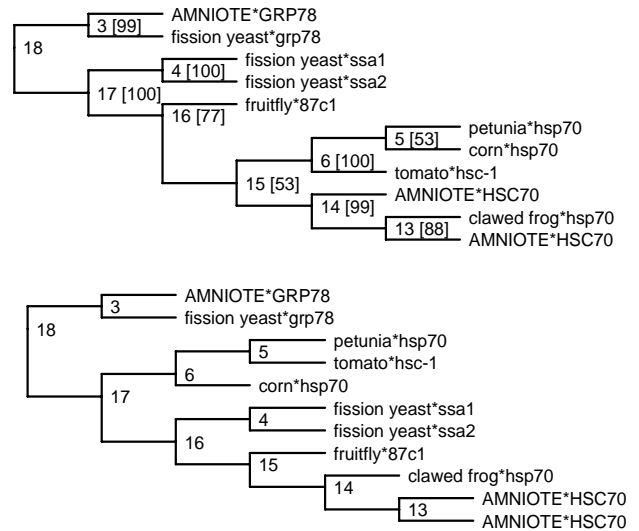 AMNIOTE*GRP78
3 [99]
fission yeast*grp78
18
fission yeast*ssa1
4 [100]
fission yeast*ssa2
17 [100]
fruitfly*87c1
16 [77]
petunia*hsp70
5 [53]
corn*hsp70
6 [100]
tomato*hsc-1
15 [53]
AMNIOTE*HSC70
14 [99]
clawed frog*hsp70
13 [88]
AMNIOTE*HSC70
AMNIOTE*GRP78
3
fission yeast*grp78
18
petunia*hsp70
5
tomato*hsc-1
6
corn*hsp70
17
fission yeast*ssa1
4
fission yeast*ssa2
16
fruitfly*87c1
15
clawed frog*hsp70
14
AMNIOTE*HSC70
13
AMNIOTE*HSC70